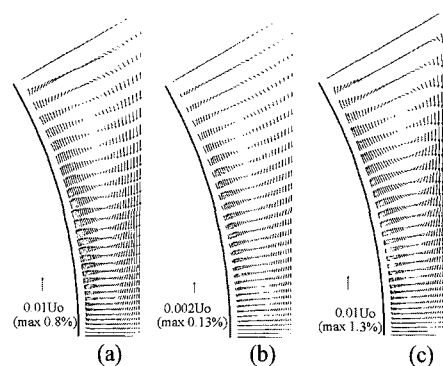 0.01Uo
(max 0.8%)
(a)
0.002Uo
(max 0.13%)
(b)
0.01Uo
(max 1.3%)
(c)